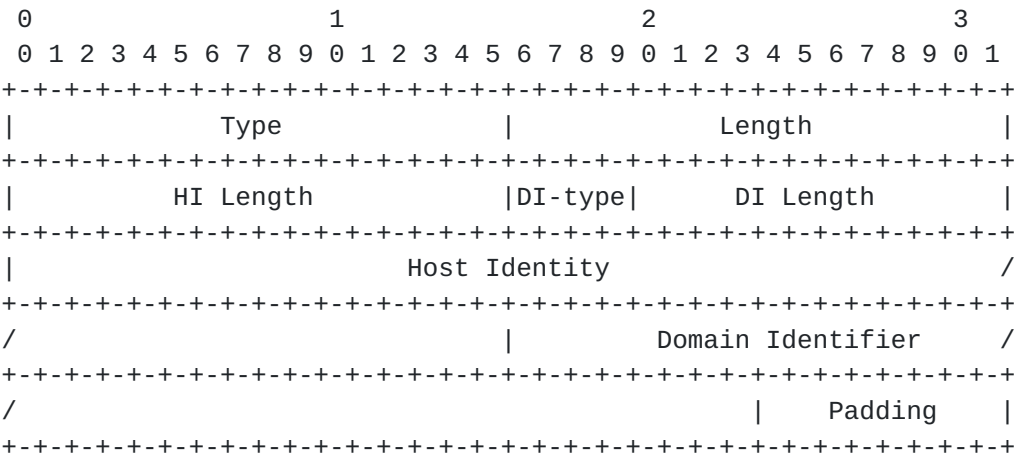 0                   1                   2                   3
 0 1 2 3 4 5 6 7 8 9 0 1 2 3 4 5 6 7 8 9 0 1 2 3 4 5 6 7 8 9 0 1
+-+-+-+-+-+-+-+-+-+-+-+-+-+-+-+-+-+-+-+-+-+-+-+-+-+-+-+-+-+-+-+-+
|             Type              |             Length            |
+-+-+-+-+-+-+-+-+-+-+-+-+-+-+-+-+-+-+-+-+-+-+-+-+-+-+-+-+-+-+-+-+
|          HI Length            |DI-type|      DI Length        |
+-+-+-+-+-+-+-+-+-+-+-+-+-+-+-+-+-+-+-+-+-+-+-+-+-+-+-+-+-+-+-+-+
|                         Host Identity                         /
+-+-+-+-+-+-+-+-+-+-+-+-+-+-+-+-+-+-+-+-+-+-+-+-+-+-+-+-+-+-+-+-+
/                               |         Domain Identifier     /
+-+-+-+-+-+-+-+-+-+-+-+-+-+-+-+-+-+-+-+-+-+-+-+-+-+-+-+-+-+-+-+-+
/                                               |    Padding    |
+-+-+-+-+-+-+-+-+-+-+-+-+-+-+-+-+-+-+-+-+-+-+-+-+-+-+-+-+-+-+-+-+